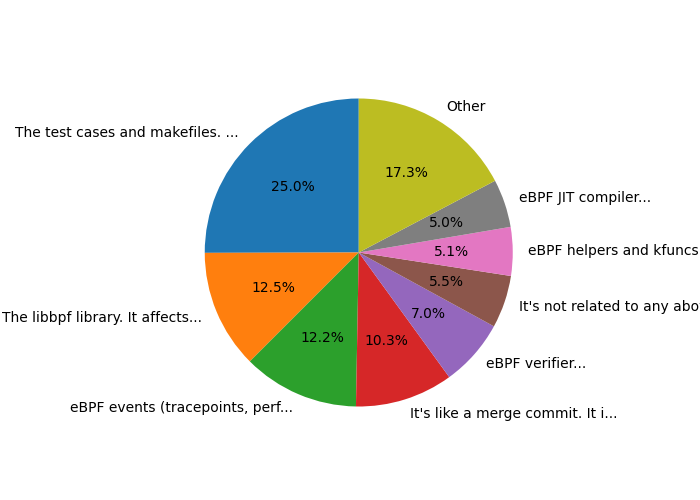 Other
The test cases and makefiles. ...
17.3%
25.0%
eBPF JIT compiler...
5.0%
5.1%
eBPF helpers and kfuncs
5.5%
12.5%
It's not related to any abo
7.0%
The libbpf library. It affects...
12.2%
10.3%
eBPF verifier...
eBPF events (tracepoints, perf...
It's like a merge commit. It i...